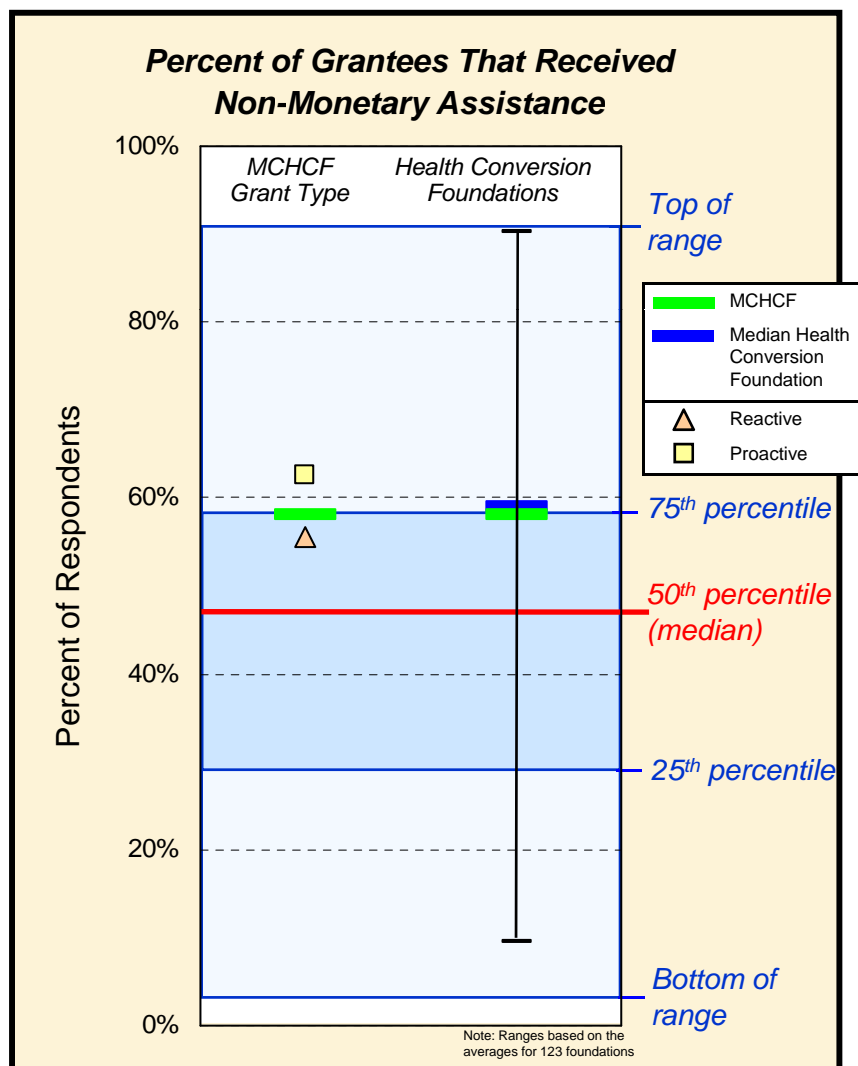 Percent of Grantees That Received
Non-Monetary Assistance
100%
MCHCF
Grant Type
Health Conversion
Foundations
Top of
range
MCHCF
Median Health
Conversion
Foundation
Reactive
Proactive
80%
60%
75th percentile
50th percentile
(median)
Percent of Respondents
40%
25th percentile
20%
Bottom of
range
0%
Note: Ranges based on the
averages for 123 foundations